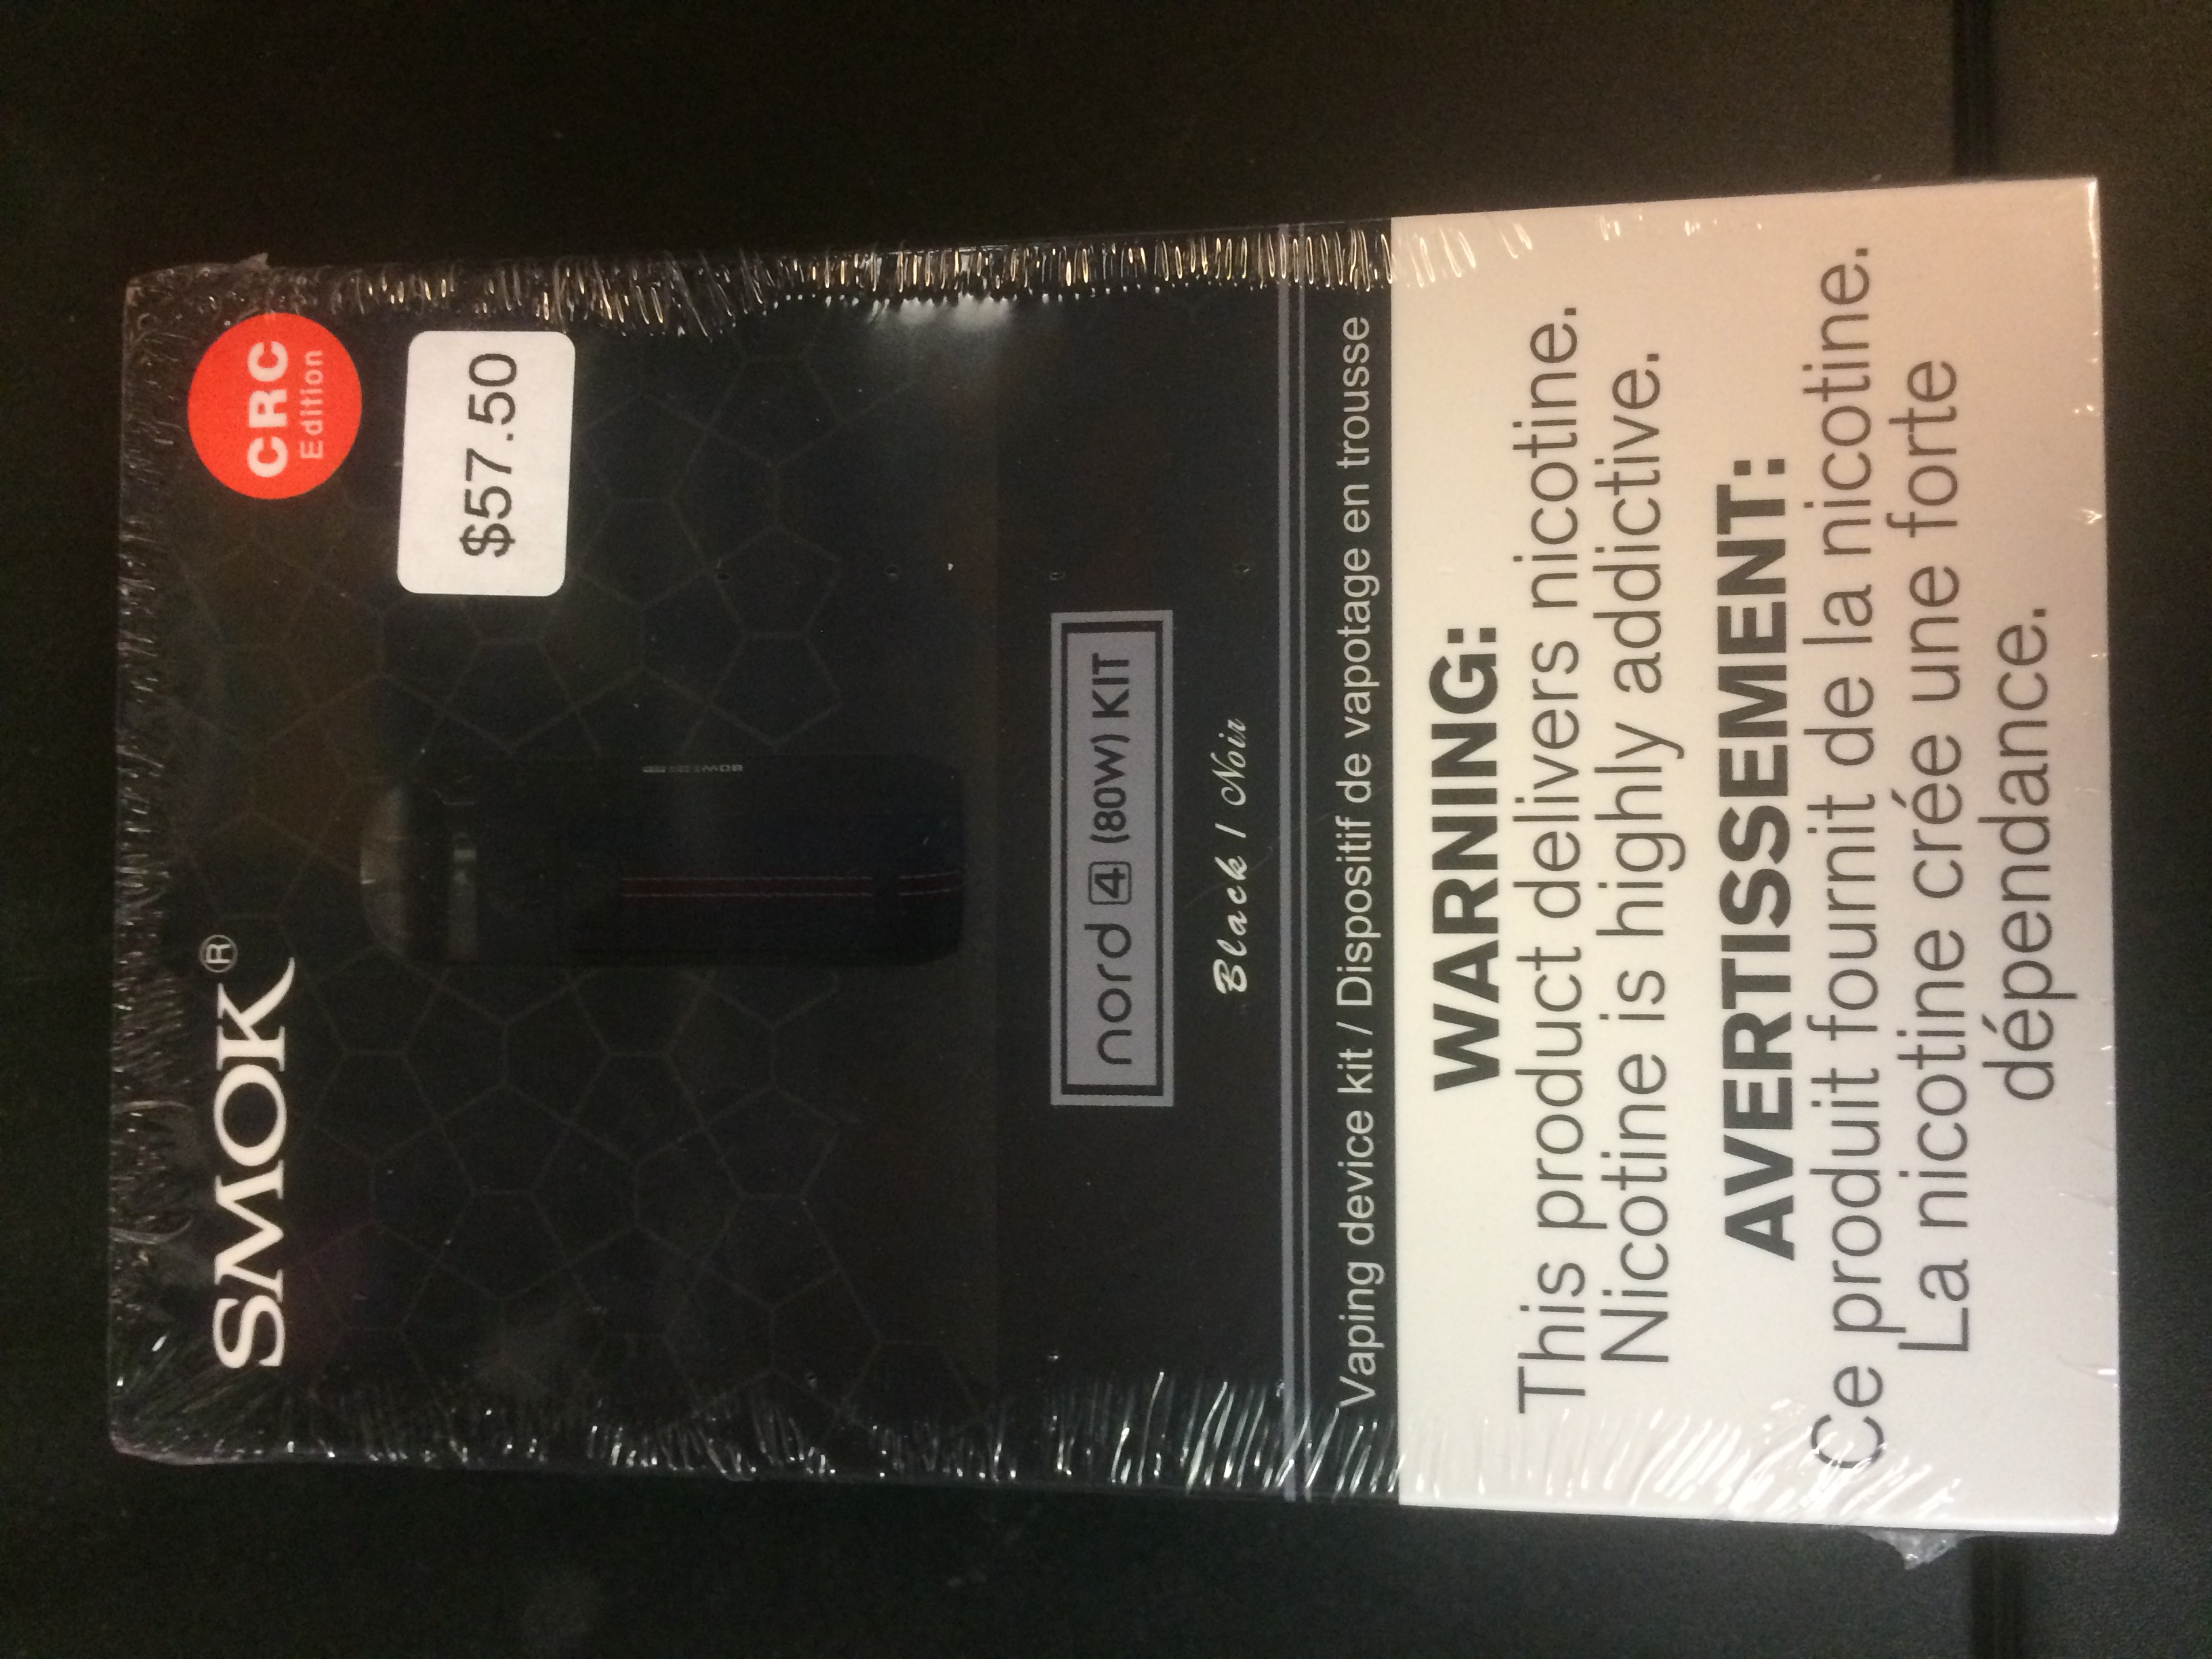 SMOK®
CRC
Edition
$57.50
nord 4 (80W) KIT
Black / Noir
Vaping device kit / Dispositif de vapotage en trousse
WARNING:
This product delivers nicotine.
Nicotine is highly addictive.
AVERTISSEMENT:
Ce produit fournit de la nicotine.
La nicotine crée une forte
dépendance.